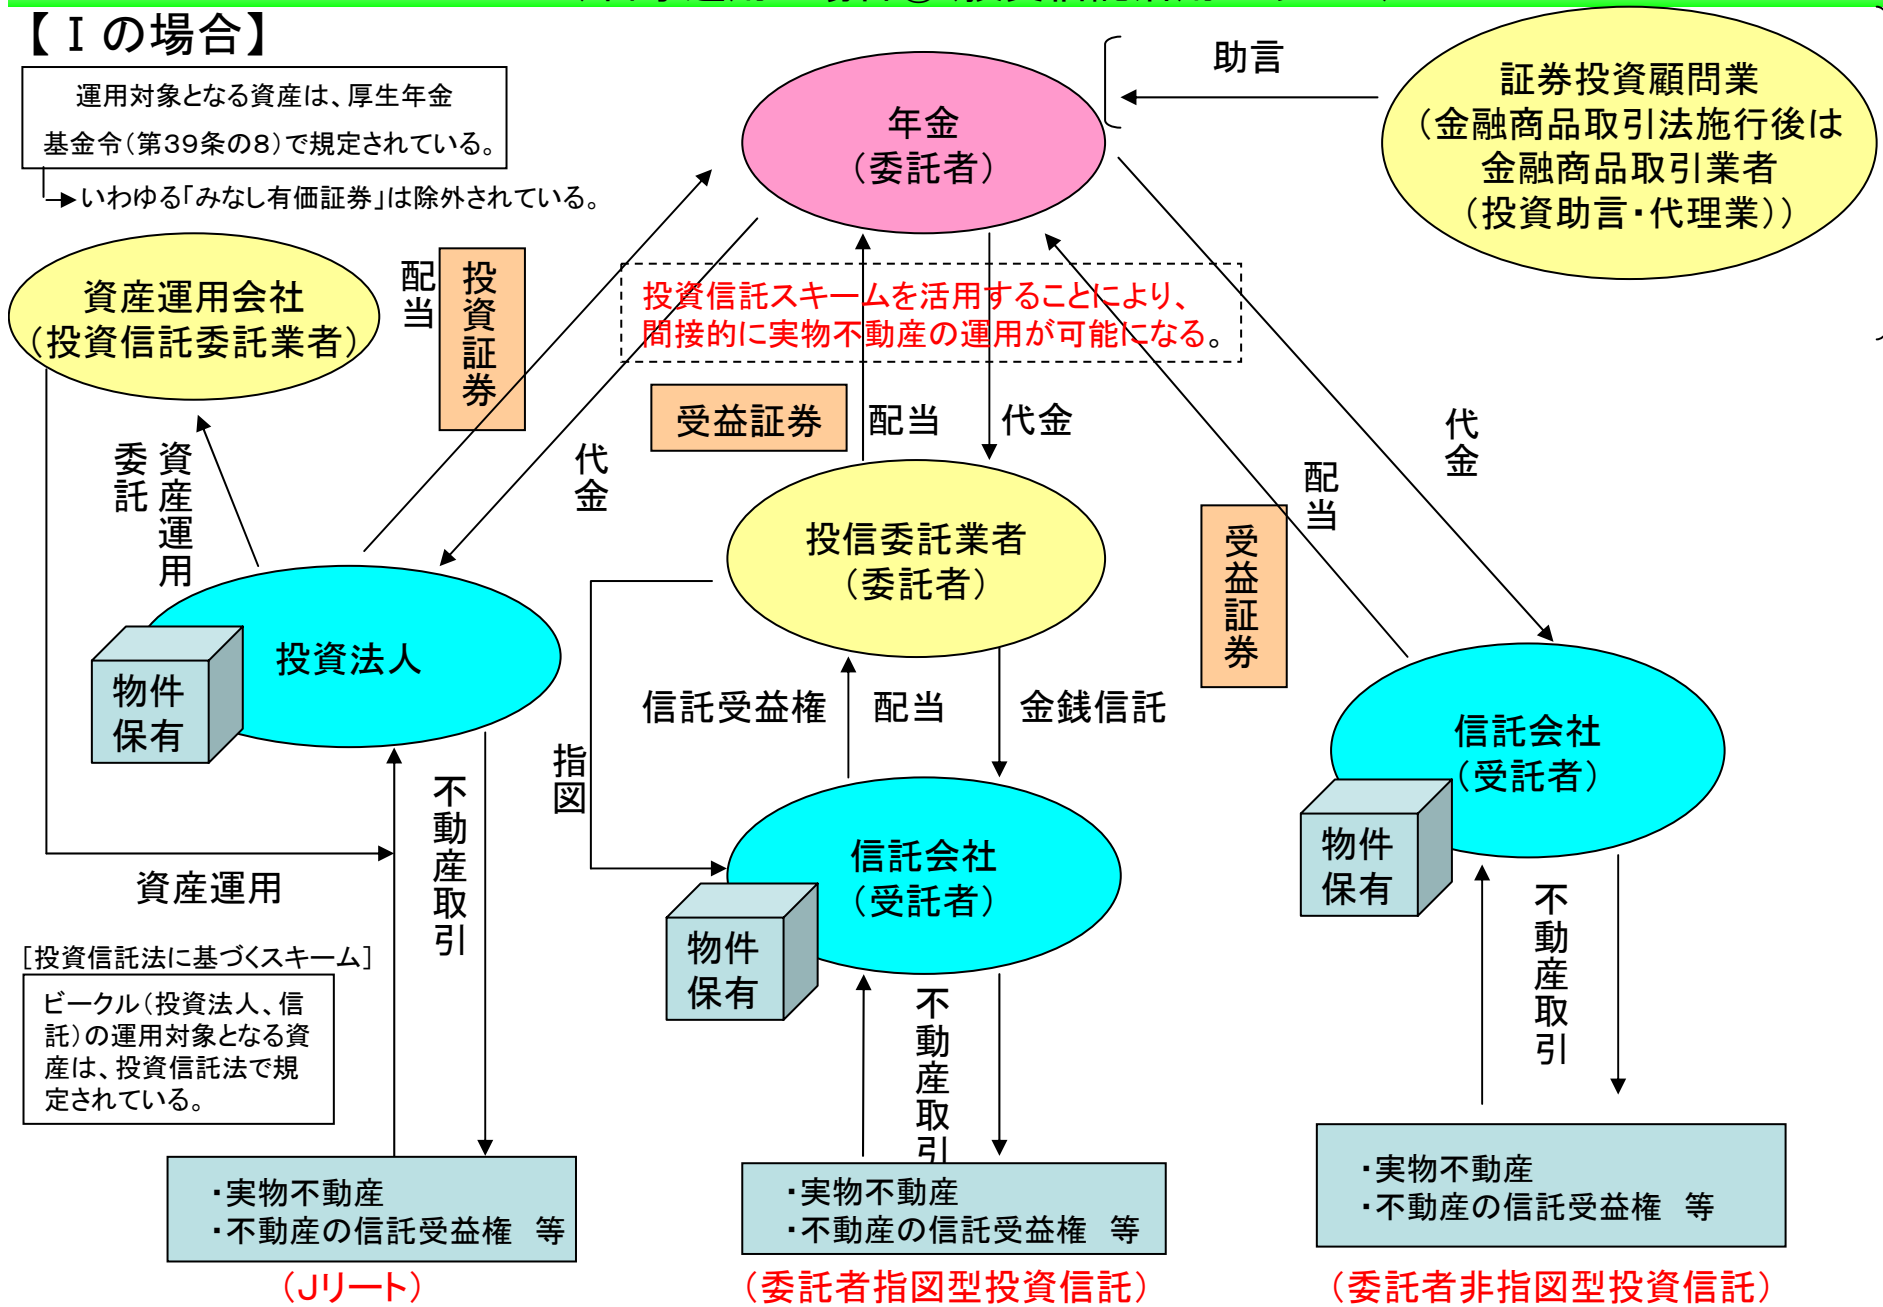 【Ⅰの場合】
運用対象となる資産は、厚生年金
基金令(第39条の8)で規定されている。
いわゆる「みなし有価証券」は除外されている。
年金
(委託者)
助言
証券投資顧問業
(金融商品取引法施行後は
金融商品取引業者
(投資助言・代理業))
資産運用会社
(投資信託委託業者)
配当
投資証券
投資信託スキームを活用することにより、
間接的に実物不動産の運用が可能になる。
受益証券
配当
代金
代金
代金
配当
受益証券
資産運用
委託
投信委託業者
(委託者)
投資法人
物件
保有
信託受益権
配当
金銭信託
指図
信託会社
(受託者)
物件
保有
信託会社
(受託者)
物件
保有
資産運用
不動産取引
不動産取引
不動産取引
[投資信託法に基づくスキーム]
ビークル(投資法人、信
託)の運用対象となる資
産は、投資信託法で規
定されている。
・実物不動産
・不動産の信託受益権 等
・実物不動産
・不動産の信託受益権 等
・実物不動産
・不動産の信託受益権 等
(Jリート)
(委託者指図型投資信託)
(委託者非指図型投資信託)